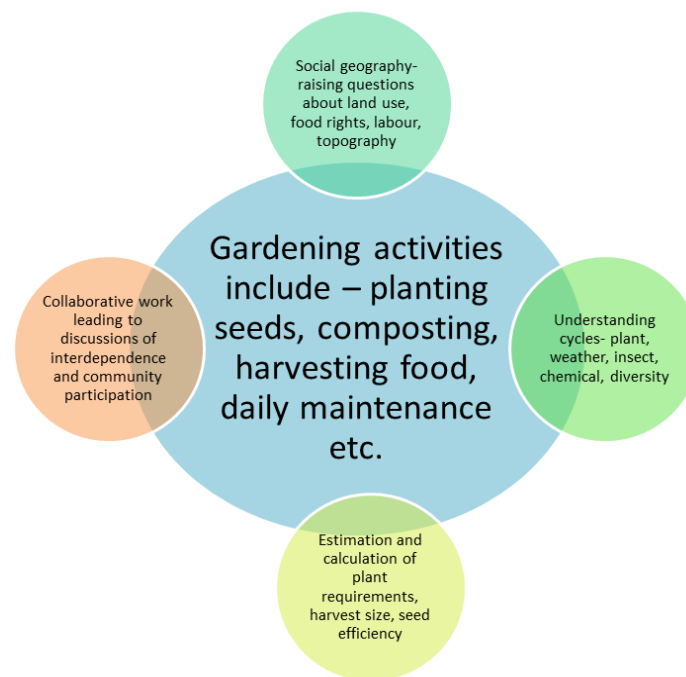 Social geography-
raising questions
about land use,
food rights, labour,
topography
Gardening activities
include – planting
seeds, composting,
harvesting food,
daily maintenance
etc.
Collaborative work
leading to
discussions of
interdependence
and community
participation
Understanding
cycles- plant,
weather, insect,
chemical, diversity
Estimation and
calculation of
plant
requirements,
harvest size, seed
efficiency